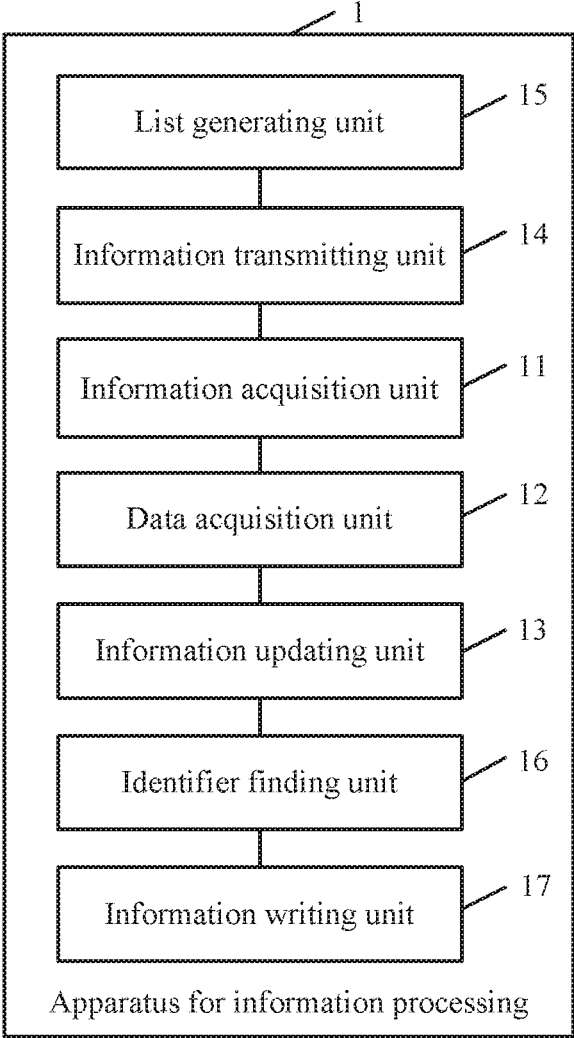 1
List generating unit
15
Information transmitting unit
14
Information acquisition unit
11
Data acquisition unit
12
Information updating unit
13
Identifier finding unit
16
Information writing unit
17
Apparatus for information processing